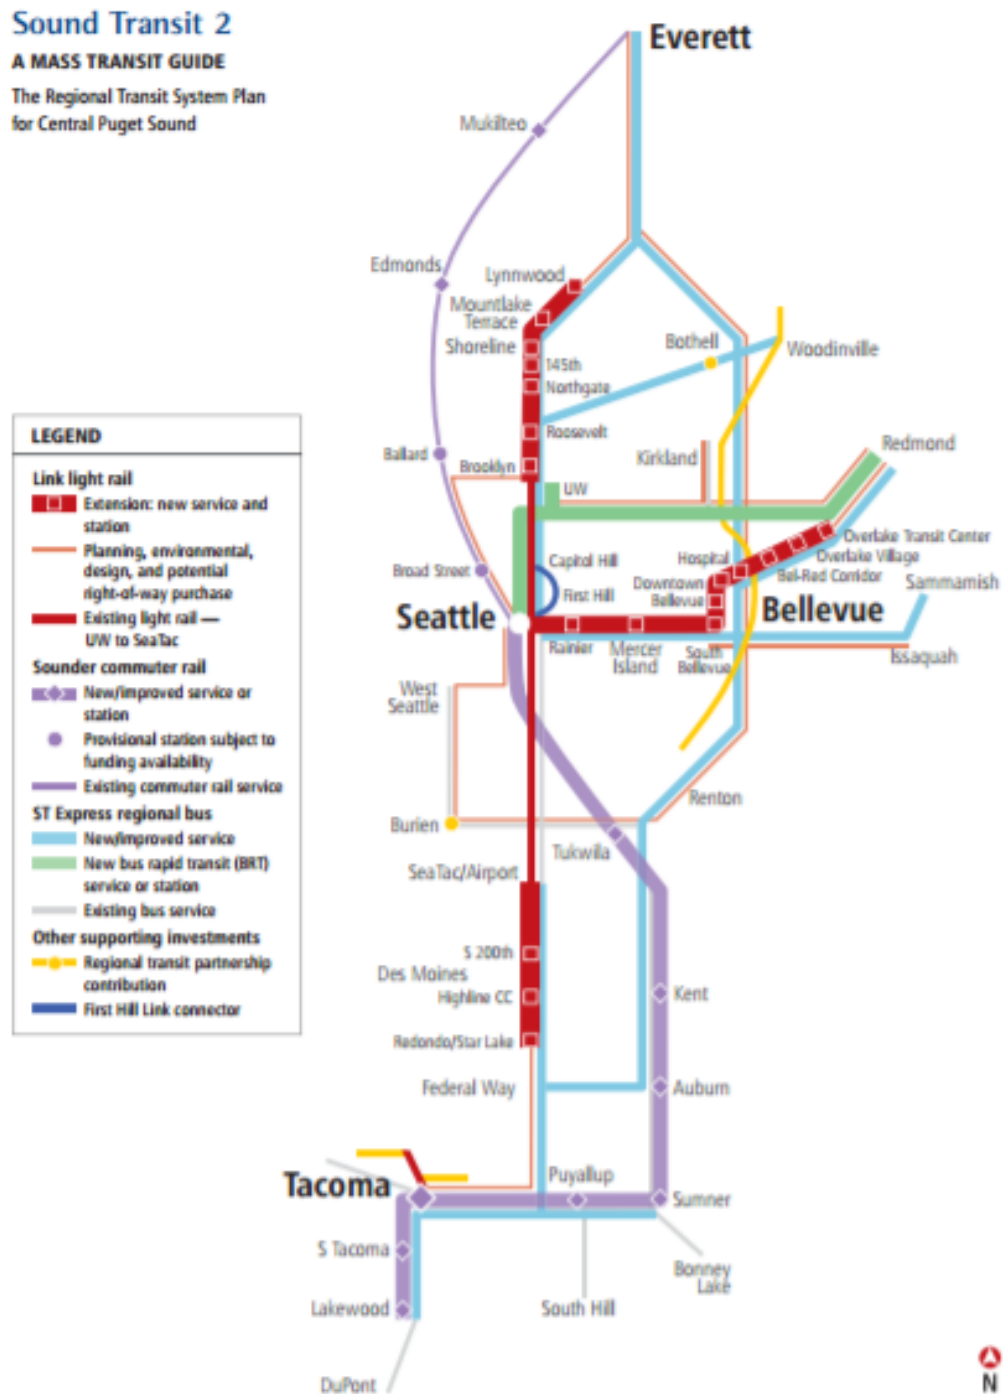 Sound Transit 2
A MASS TRANSIT GUIDE
The Regional Transit System Plan
for Central Puget Sound
Everett
Mukilteo
Edmonds
Lynnwood
Mountlake
Terrace
Shoreline
145th
Northgate
Bothell
Woodinville
Roosevelt
Ballard
Brooklyn
Kirkland
Redmond
UW
Overlake Transit Center
Overlake Village
Bel-Red Corridor
Hospital
Downtown
Bellevue
Capitol Hill
First Hill
Broad Street
Sammamish
Seattle
Bellevue
Rainier
Mercer
Island
South
Bellevue
Issaquah
West
Seattle
Renton
Burien
Tukwila
SeaTac/Airport
S 200th
Des Moines
Highline CC
Kent
Redondo/Star Lake
Federal Way
Auburn
Tacoma
Puyallup
Sumner
S Tacoma
Bonney
Lake
Lakewood
South Hill
DuPont
N
LEGEND
Link light rail
Extension: new service and
station
Planning, environmental,
design, and potential
right-of-way purchase
Existing light rail —
UW to SeaTac
Sounder commuter rail
New/improved service or
station
Provisional station subject to
funding availability
Existing commuter rail service
ST Express regional bus
New/improved service
New bus rapid transit (BRT)
service or station
Existing bus service
Other supporting investments
Regional transit partnership
contribution
First Hill Link connector